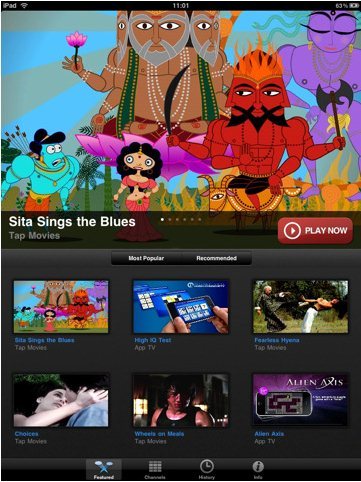 iPad
11:01
83%
Sita Sings the Blues
Tap Movies
PLAY NOW
Most Popular
Recommended
Sita Sings the Blues
Tap Movies
High IQ Test
App TV
Fearless Hyena
Tap Movies
ALIEN AXIS
Choices
Tap Movies
Wheels on Meals
Tap Movies
Alien Axis
App TV
Featured
Channels
History
Info